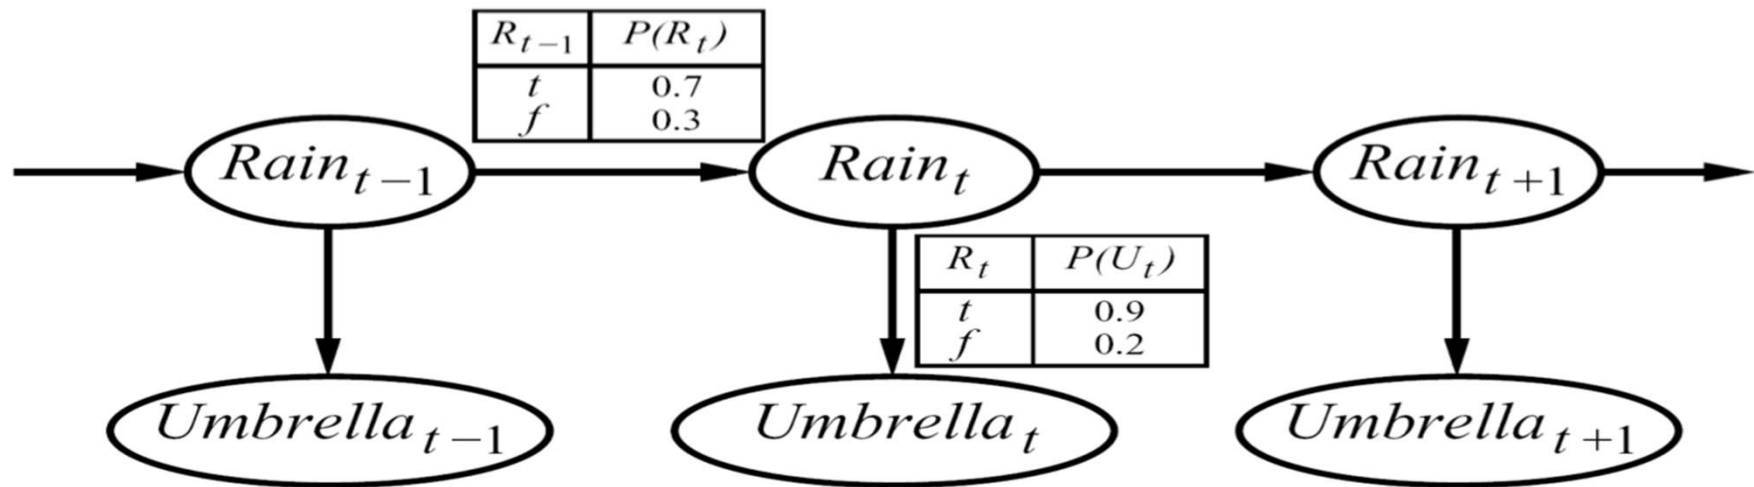 R_{t-1} P(R_t)
t 0.7
f 0.3
Rain_{t-1} Rain_t Rain_{t+1}
R_t P(U_t)
t 0.9
f 0.2
Umbrella_{t-1} Umbrella_t Umbrella_{t+1}